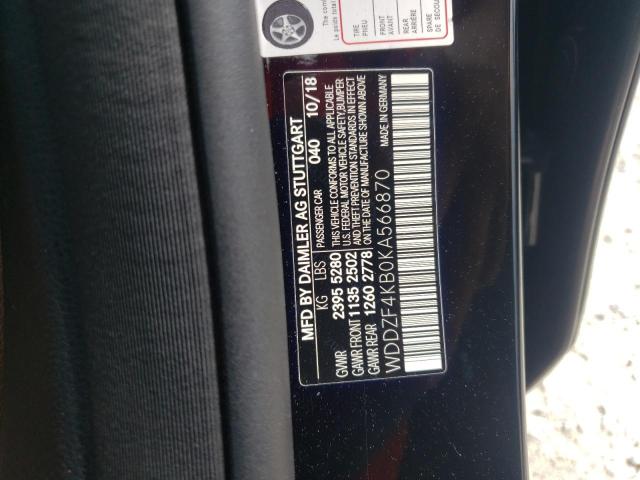 Le poids total
TIRE
PNEU
FRONT
AVANT
REAR
ARRIÈRE
SPARE
DE SECOURS
MFD BY DAIMLER AG STUTTGART
040 10/18
KG LBS PASSENGER CAR
GVWR 2395 5280
GAWR FRONT 1135 2502
GAWR REAR 1260 2778
THIS VEHICLE CONFORMS TO ALL APPLICABLE
U.S. FEDERAL MOTOR VEHICLE SAFETY, BUMPER
AND THEFT PREVENTION STANDARDS IN EFFECT
ON THE DATE OF MANUFACTURE SHOWN ABOVE
WDDZF4KB0KA566870 MADE IN GERMANY